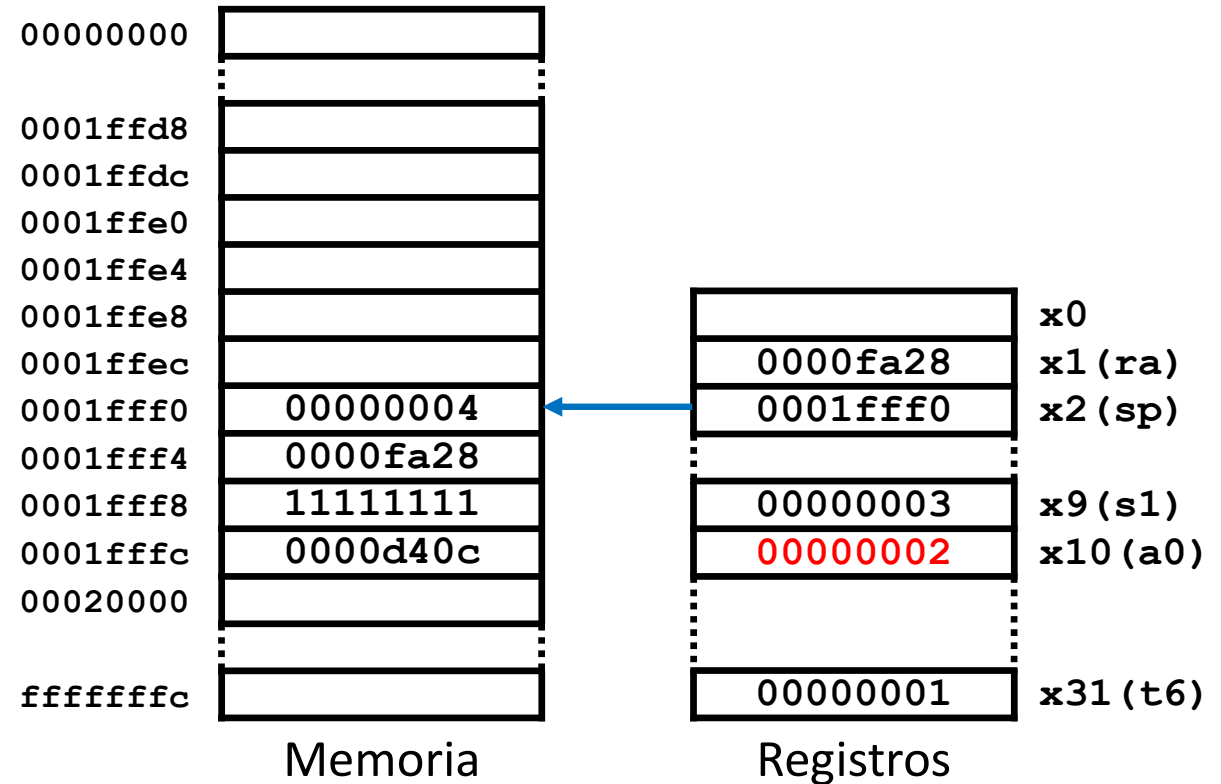 00000000
0001ffd8
0001ffdc
0001ffe0
0001ffe4
0001ffe8 x0
0001ffec 0000fa28 x1(ra)
0001fff0 00000004 0001fff0 x2(sp)
0001fff4 0000fa28
0001fff8 11111111 00000003 x9(s1)
0001fffc 0000d40c 00000002 x10(a0)
00020000
fffffffc 00000001 x31(t6)
Memoria Registros